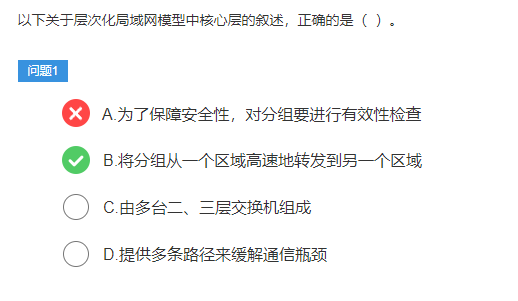 以下关于层次化局域网模型中核心层的叙述，正确的是（ ）。
问题1
A.为了保障安全性，对分组要进行有效性检查
B.将分组从一个区域高速地转发到另一个区域
C.由多台二、三层交换机组成
D.提供多条路径来缓解通信瓶颈